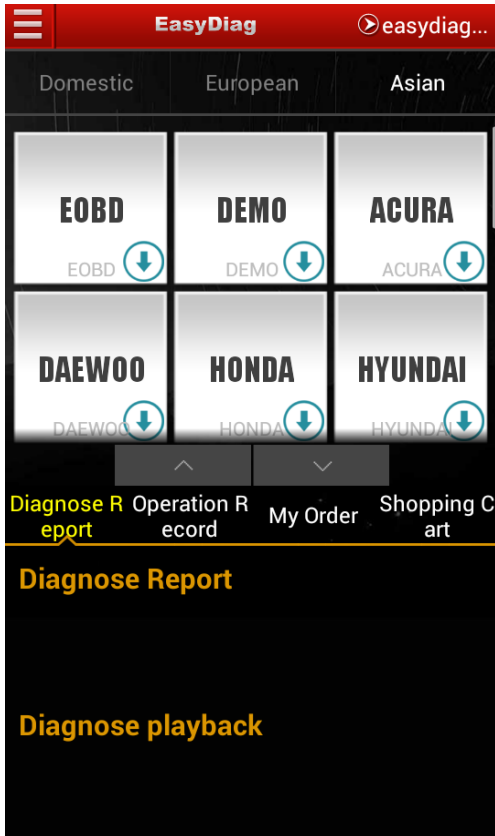 EasyDiag
easydiag...
Domestic
European
Asian
EOBD
DEMO
ACURA
EOBD
DEMO
ACURA
DAEWOO
HONDA
HYUNDAI
DAEWOO
HONDA
HYUNDAI
Diagnose R
eport
Operation R
ecord
My Order
Shopping C
art
Diagnose Report
Diagnose playback